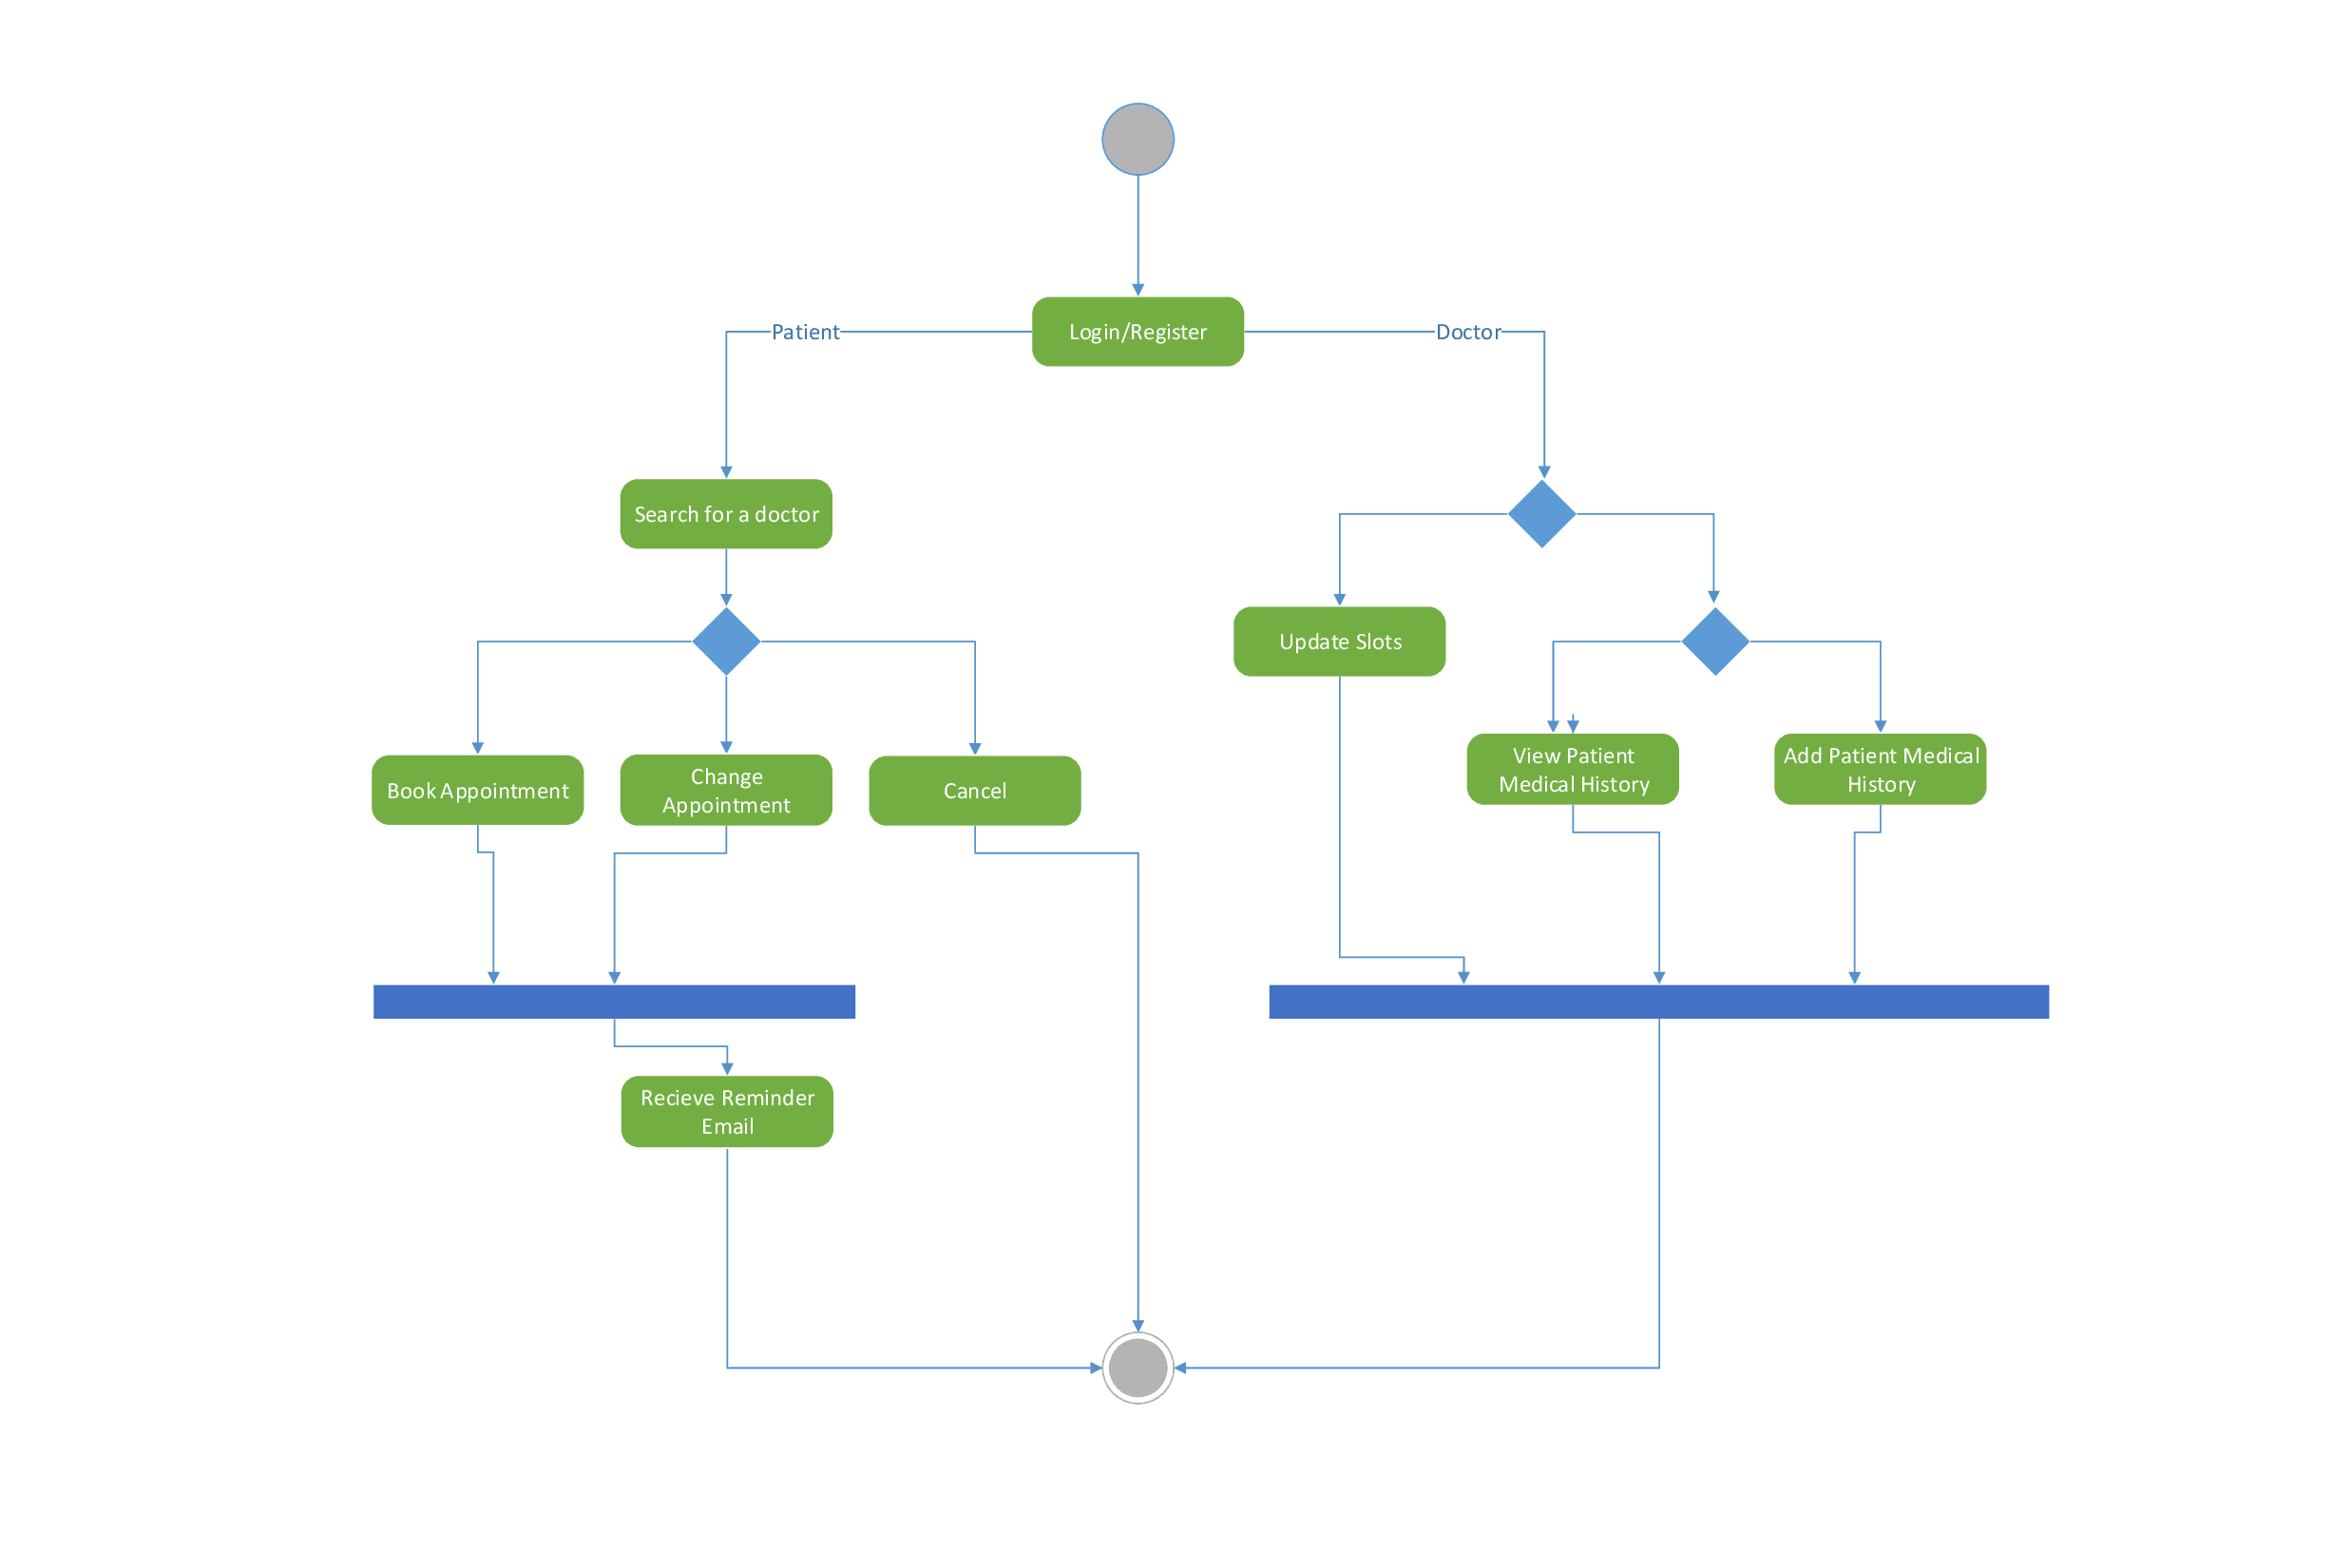 Patient
Login/Register
Doctor
Search for a doctor
Update Slots
View Patient
Medical History
Add Patient Medical
History
Book Appointment
Change
Appointment
Cancel
Recieve Reminder
Email